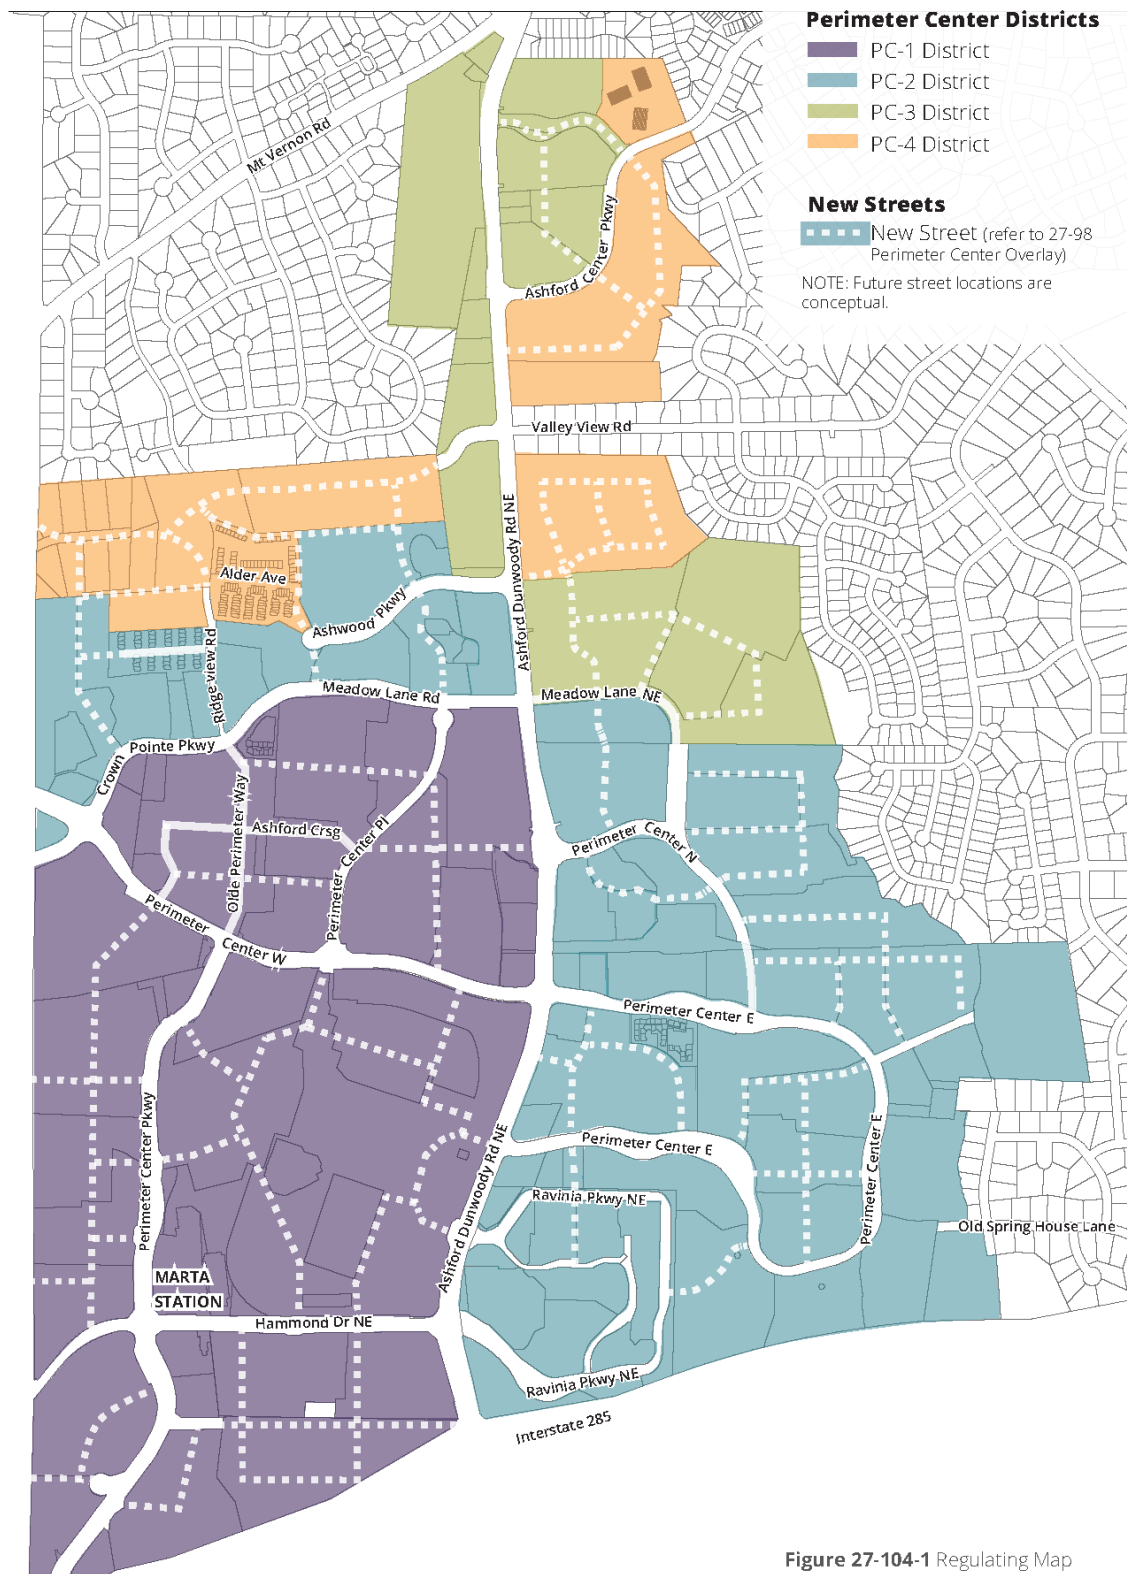 Perimeter Center Districts
PC-1 District
PC-2 District
PC-3 District
PC-4 District
New Streets
New Street (refer to 27-98
Perimeter Center Overlay)
NOTE: Future street locations are
conceptual.
Mt Vernon Rd
Ashford Center Pkwy
Valley View Rd
Ashford Dunwoody Rd NE
Alder Ave
Ashwood Pkwy
Ridge view Rd
Meadow Lane Rd
Meadow Lane NE
Crown Pointe Pkwy
Olde Perimeter Way
Ashford Crsg
Perimeter Center Pl
Perimeter Center N
Perimeter Center W
Perimeter Center E
Perimeter Center Pkwy
Perimeter Center E
Perimeter Center E
Ashford Dunwoody Rd NE
Ravinia Pkwy NE
Old Spring House Lane
MARTA
STATION
Hammond Dr NE
Ravinia Pkwy NE
Interstate 285
Figure 27-104-1 Regulating Map